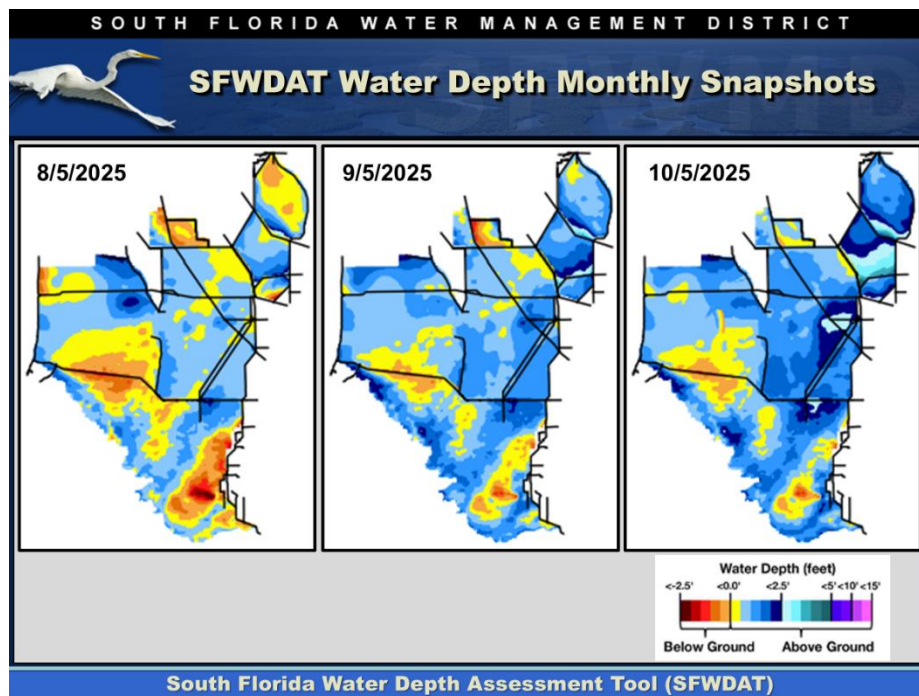 SOUTH FLORIDA WATER MANAGEMENT DISTRICT
SFWDAT Water Depth Monthly Snapshots
8/5/2025
9/5/2025
10/5/2025
Water Depth (feet)
<-2.5' <0.0' <2.5' <5' <10' <15'
Below Ground Above Ground
South Florida Water Depth Assessment Tool (SFWDAT)